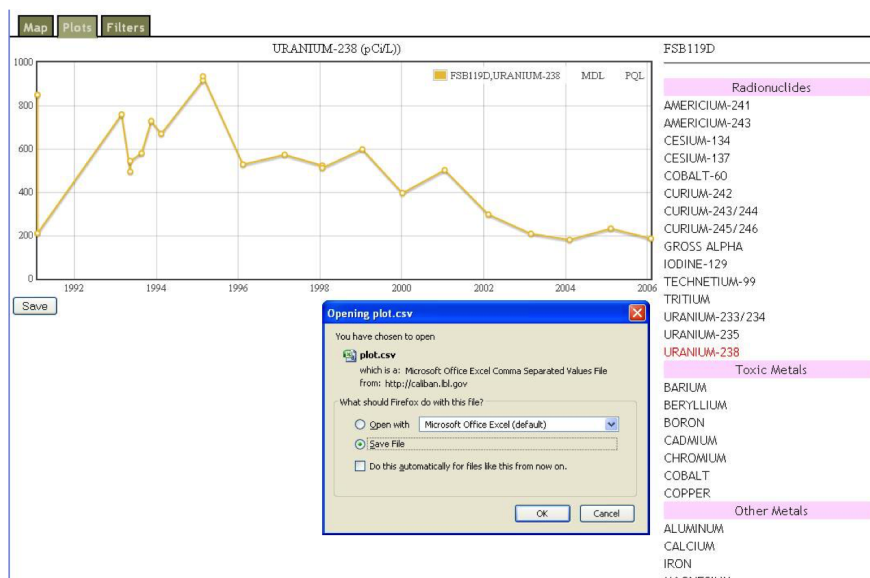 Map Plots Filters
URANIUM-238 (pCi/L))
FSB119D,URANIUM-238 MDL PQL
1000
800
600
400
200
0
1992 1994 1996 1998 2000 2002 2004 2006
Save
Opening plot.csv
You have chosen to open
plot.csv
which is a: Microsoft Office Excel Comma Separated Values File
from: http://caliban.lbl.gov
What should Firefox do with this file?
Open with Microsoft Office Excel (default)
Save File
Do this automatically for files like this from now on.
OK Cancel
FSB119D
Radionuclides
AMERICIUM-241
AMERICIUM-243
CESIUM-134
CESIUM-137
COBALT-60
CURIUM-242
CURIUM-243/244
CURIUM-245/246
GROSS ALPHA
IODINE-129
TECHNETIUM-99
TRITIUM
URANIUM-233/234
URANIUM-235
URANIUM-238
Toxic Metals
BARIUM
BERYLLIUM
BORON
CADMIUM
CHROMIUM
COBALT
COPPER
Other Metals
ALUMINUM
CALCIUM
IRON